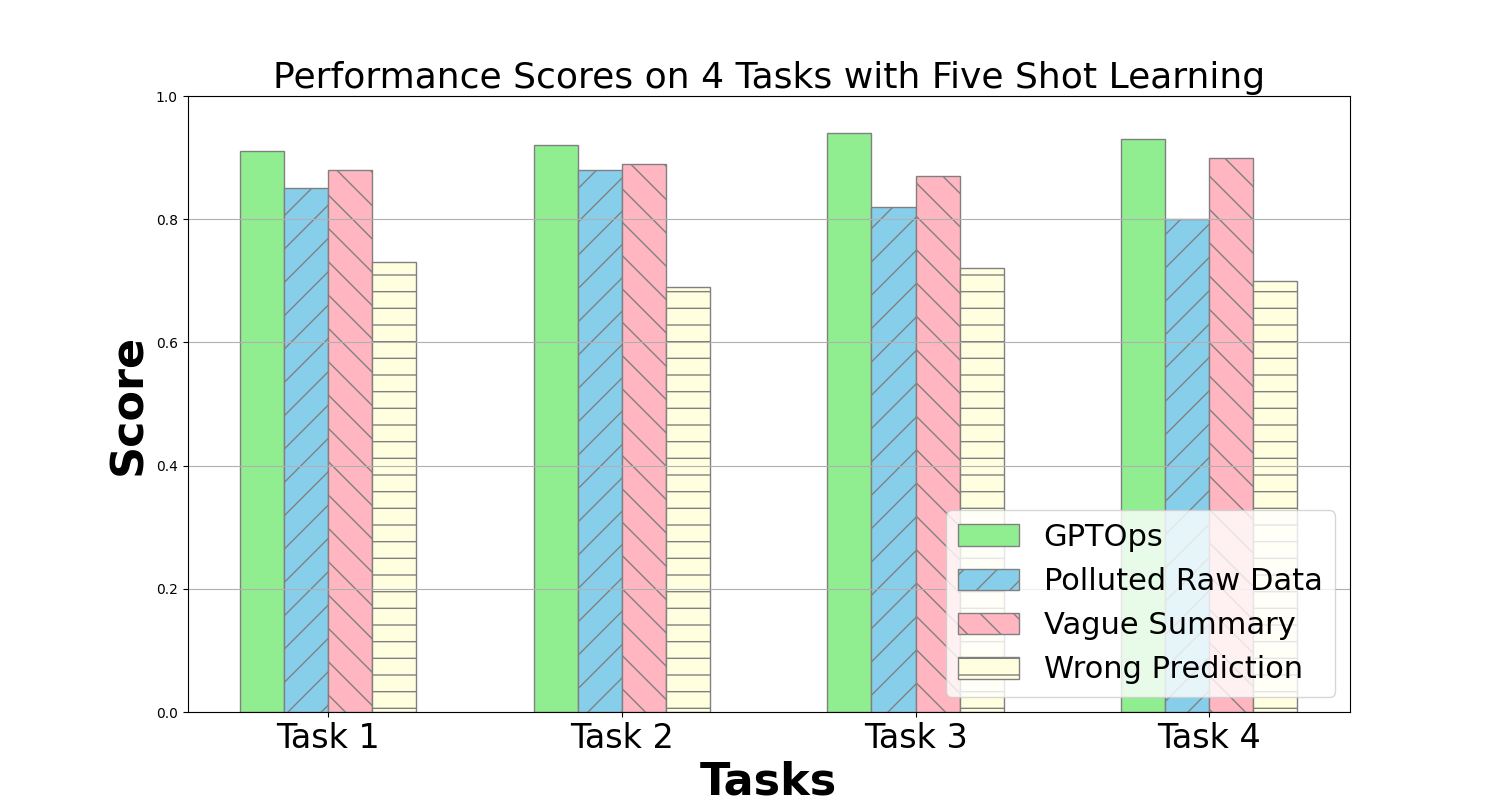 Performance Scores on 4 Tasks with Five Shot Learning
1.0
0.8
0.6
0.4
0.2
0.0
Score
GPTOps
Polluted Raw Data
Vague Summary
Wrong Prediction
Task 1 Task 2 Task 3 Task 4
Tasks